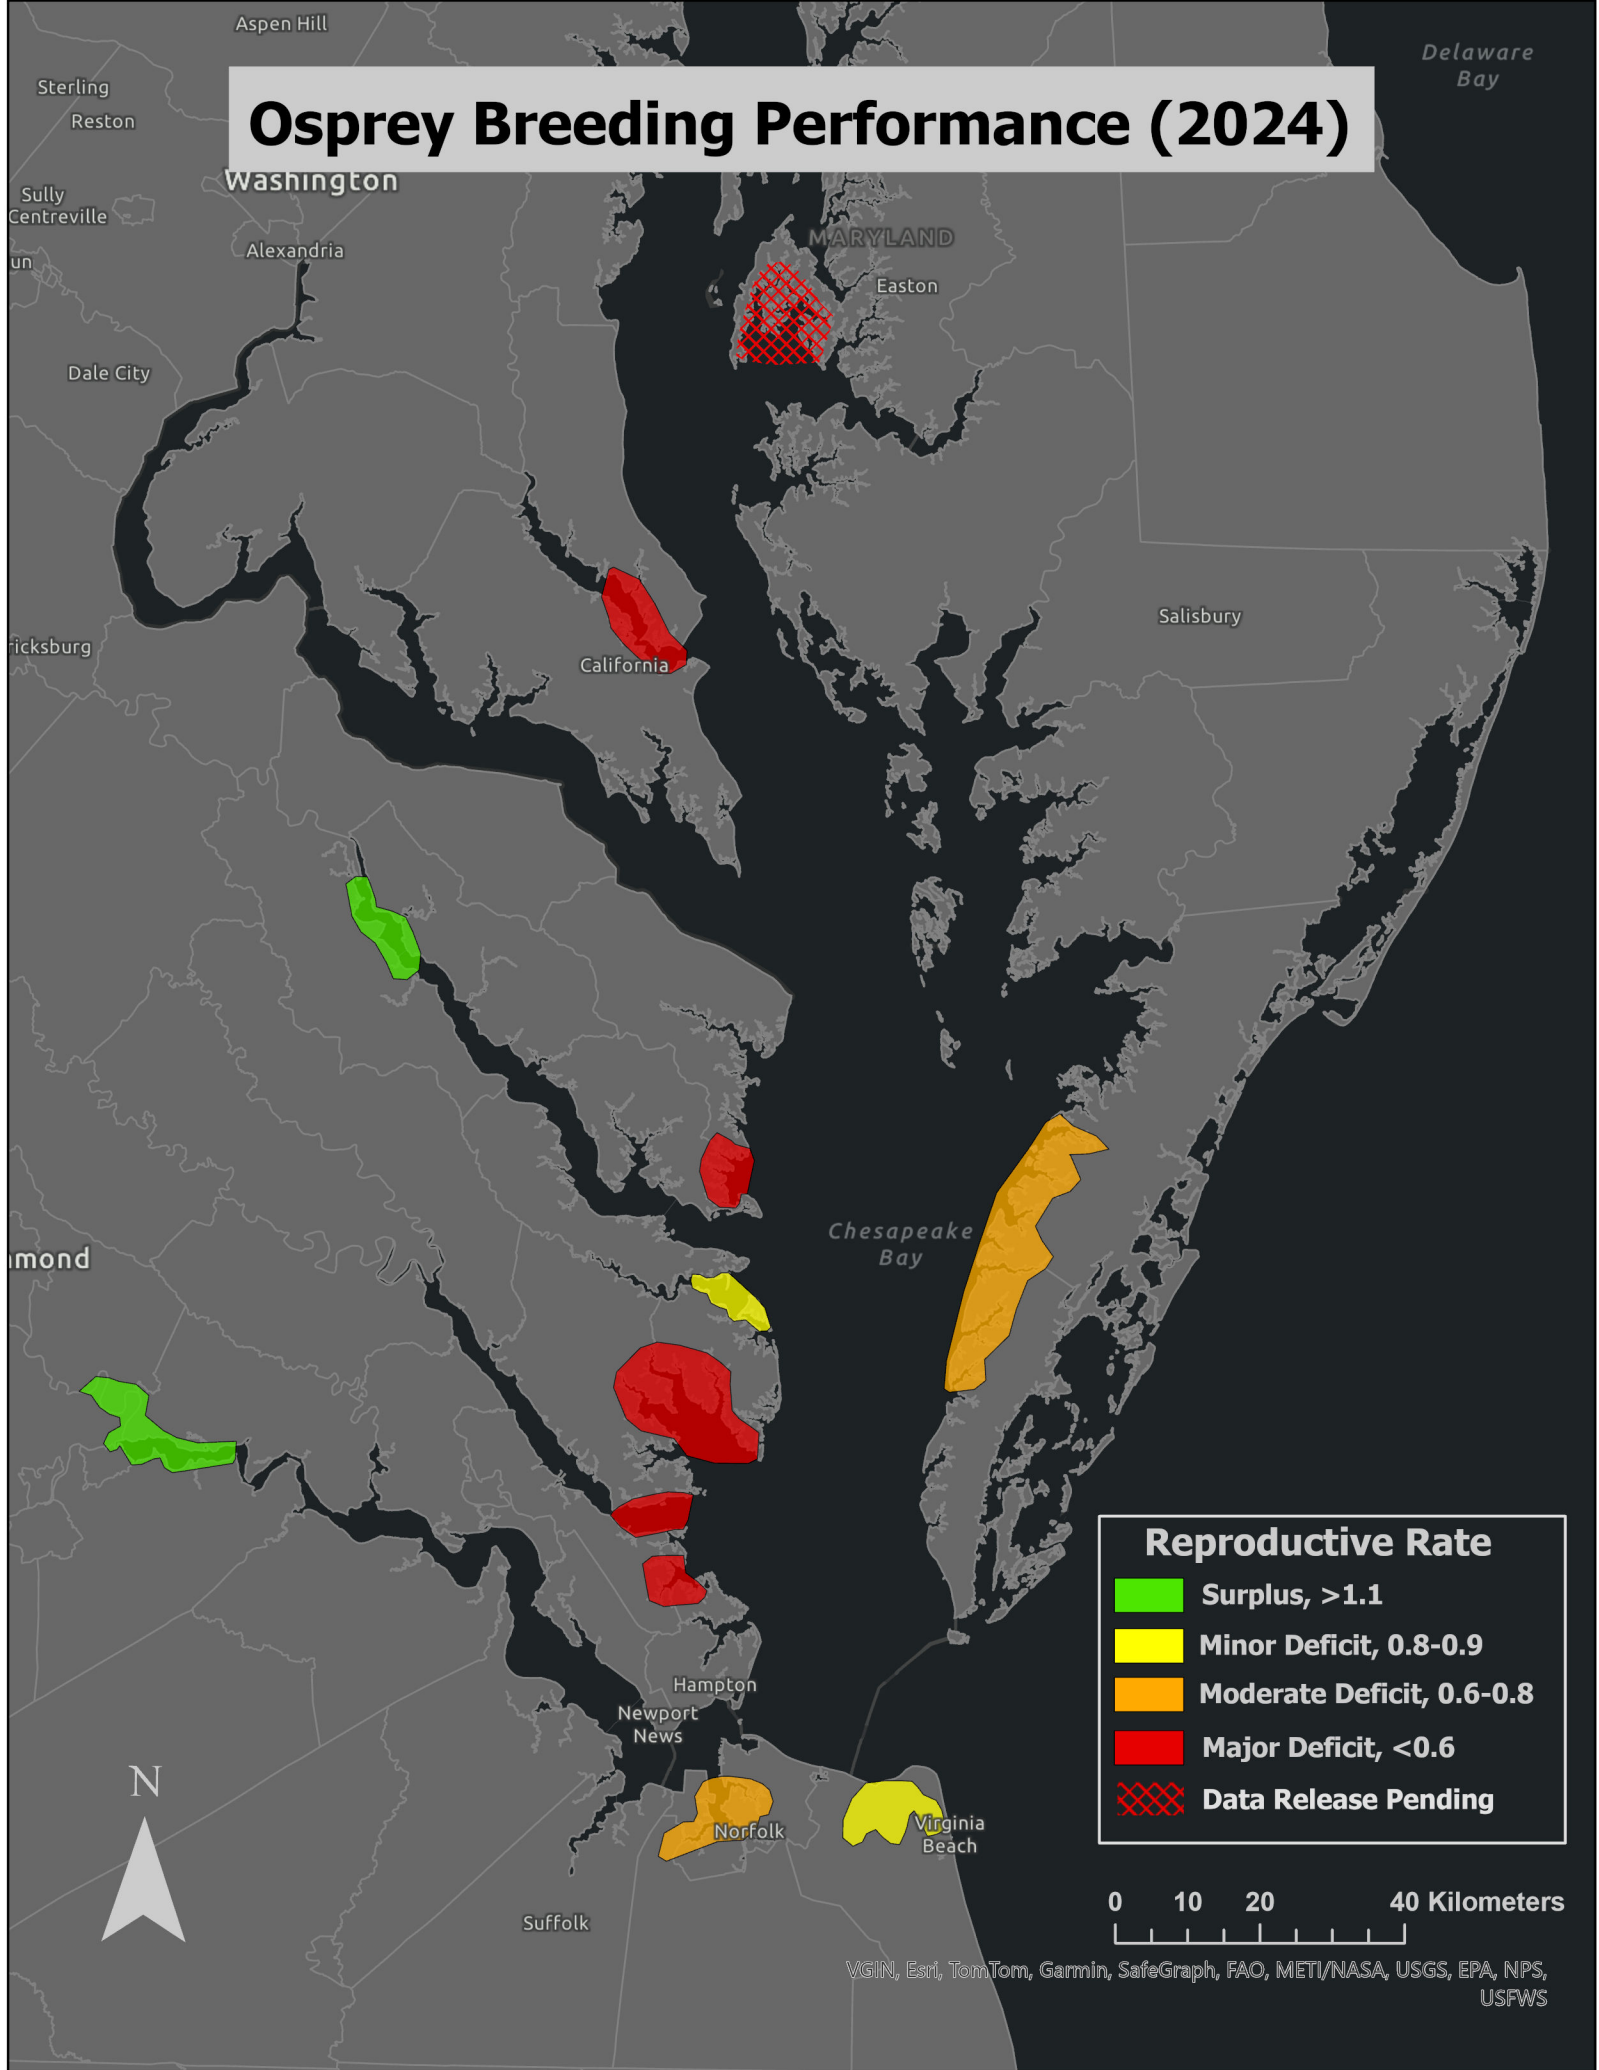 Aspen Hill
Delaware
Bay
Sterling
Reston
Osprey Breeding Performance (2024)
Washington
Sully
Centreville
MARYLAND
Alexandria
un
Easton
Dale City
Salisbury
ricksburg
California
Chesapeake
Bay
mond
Hampton
Newport
News
Norfolk
Virginia
Beach
Suffolk
N
Reproductive Rate
Surplus, >1.1
Minor Deficit, 0.8-0.9
Moderate Deficit, 0.6-0.8
Major Deficit, <0.6
Data Release Pending
0 10 20 40 Kilometers
VGIN, Esri, TomTom, Garmin, SafeGraph, FAO, METI/NASA, USGS, EPA, NPS,
USFWS